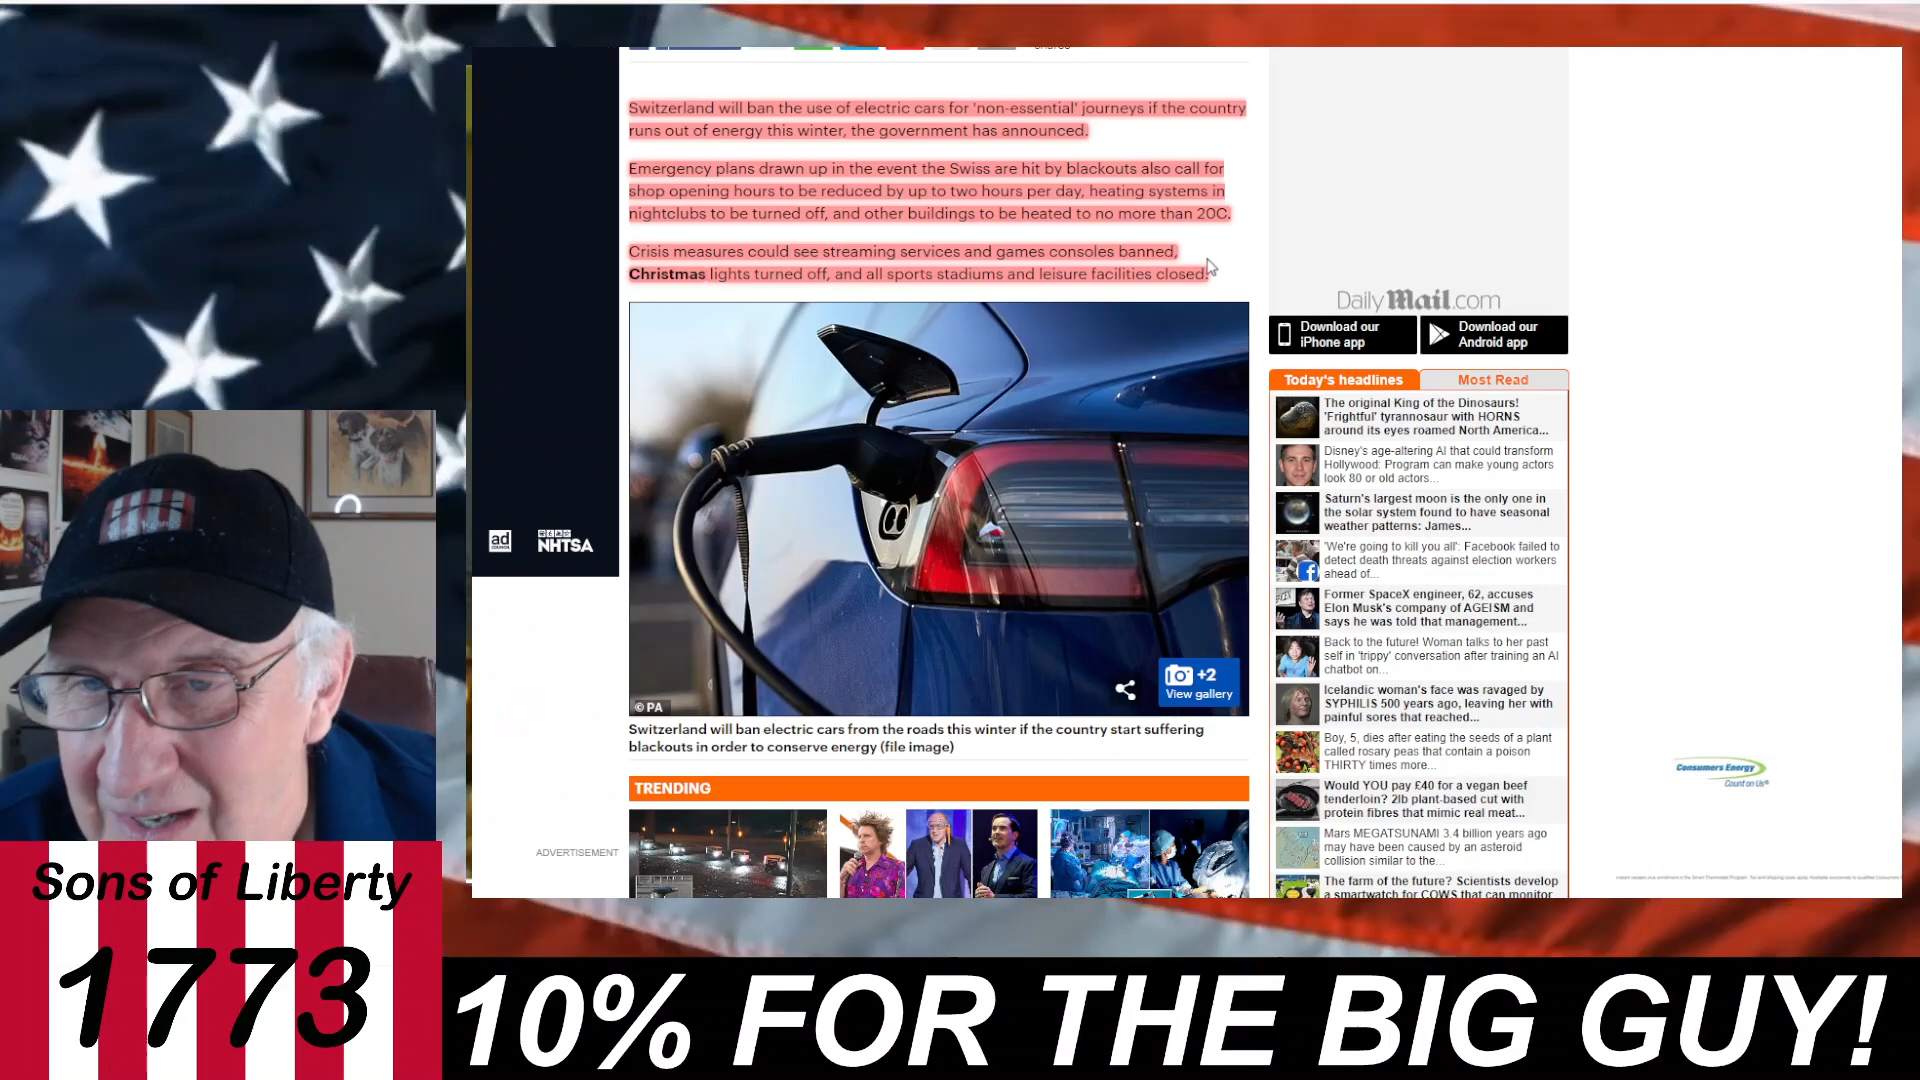 Switzerland will ban the use of electric cars for 'non-essential' journeys if the country
runs out of energy this winter, the government has announced.
Emergency plans drawn up in the event the Swiss are hit by blackouts also call for
shop opening hours to be reduced by up to two hours per day, heating systems in
nightclubs to be turned off, and other buildings to be heated to no more than 20C.
Crisis measures could see streaming services and games consoles banned,
Christmas lights turned off, and all sports stadiums and leisure facilities closed.
ad
COUNCIL
NHTSA
© PA
+2
View gallery
Switzerland will ban electric cars from the roads this winter if the country start suffering
blackouts in order to conserve energy (file image)
TRENDING
ADVERTISEMENT
Daily Mail.com
Download our
iPhone app
Download our
Android app
Today's headlines
Most Read
The original King of the Dinosaurs!
'Frightful' tyrannosaur with HORNS
around its eyes roamed North America...
Disney's age-altering AI that could transform
Hollywood: Program can make young actors
look 80 or old actors...
Saturn's largest moon is the only one in
the solar system found to have seasonal
weather patterns: James...
'We're going to kill you all': Facebook failed to
detect death threats against election workers
ahead of...
Former SpaceX engineer, 62, accuses
Elon Musk's company of AGEISM and
says he was told that management...
Back to the future! Woman talks to her past
self in 'trippy' conversation after training an AI
chatbot on...
Icelandic woman's face was ravaged by
SYPHILIS 500 years ago, leaving her with
painful sores that reached...
Boy, 5, dies after eating the seeds of a plant
called rosary peas that contain a poison
THIRTY times more...
Would YOU pay £40 for a vegan beef
tenderloin? 2lb plant-based cut with
protein fibres that mimic real meat...
Mars MEGATSUNAMI 3.4 billion years ago
may have been caused by an asteroid
collision similar to the...
The farm of the future? Scientists develop
a smartwatch for COWS that can monitor
Consumers Energy
Count on Us®
Sons of Liberty
1773
10% FOR THE BIG GUY!